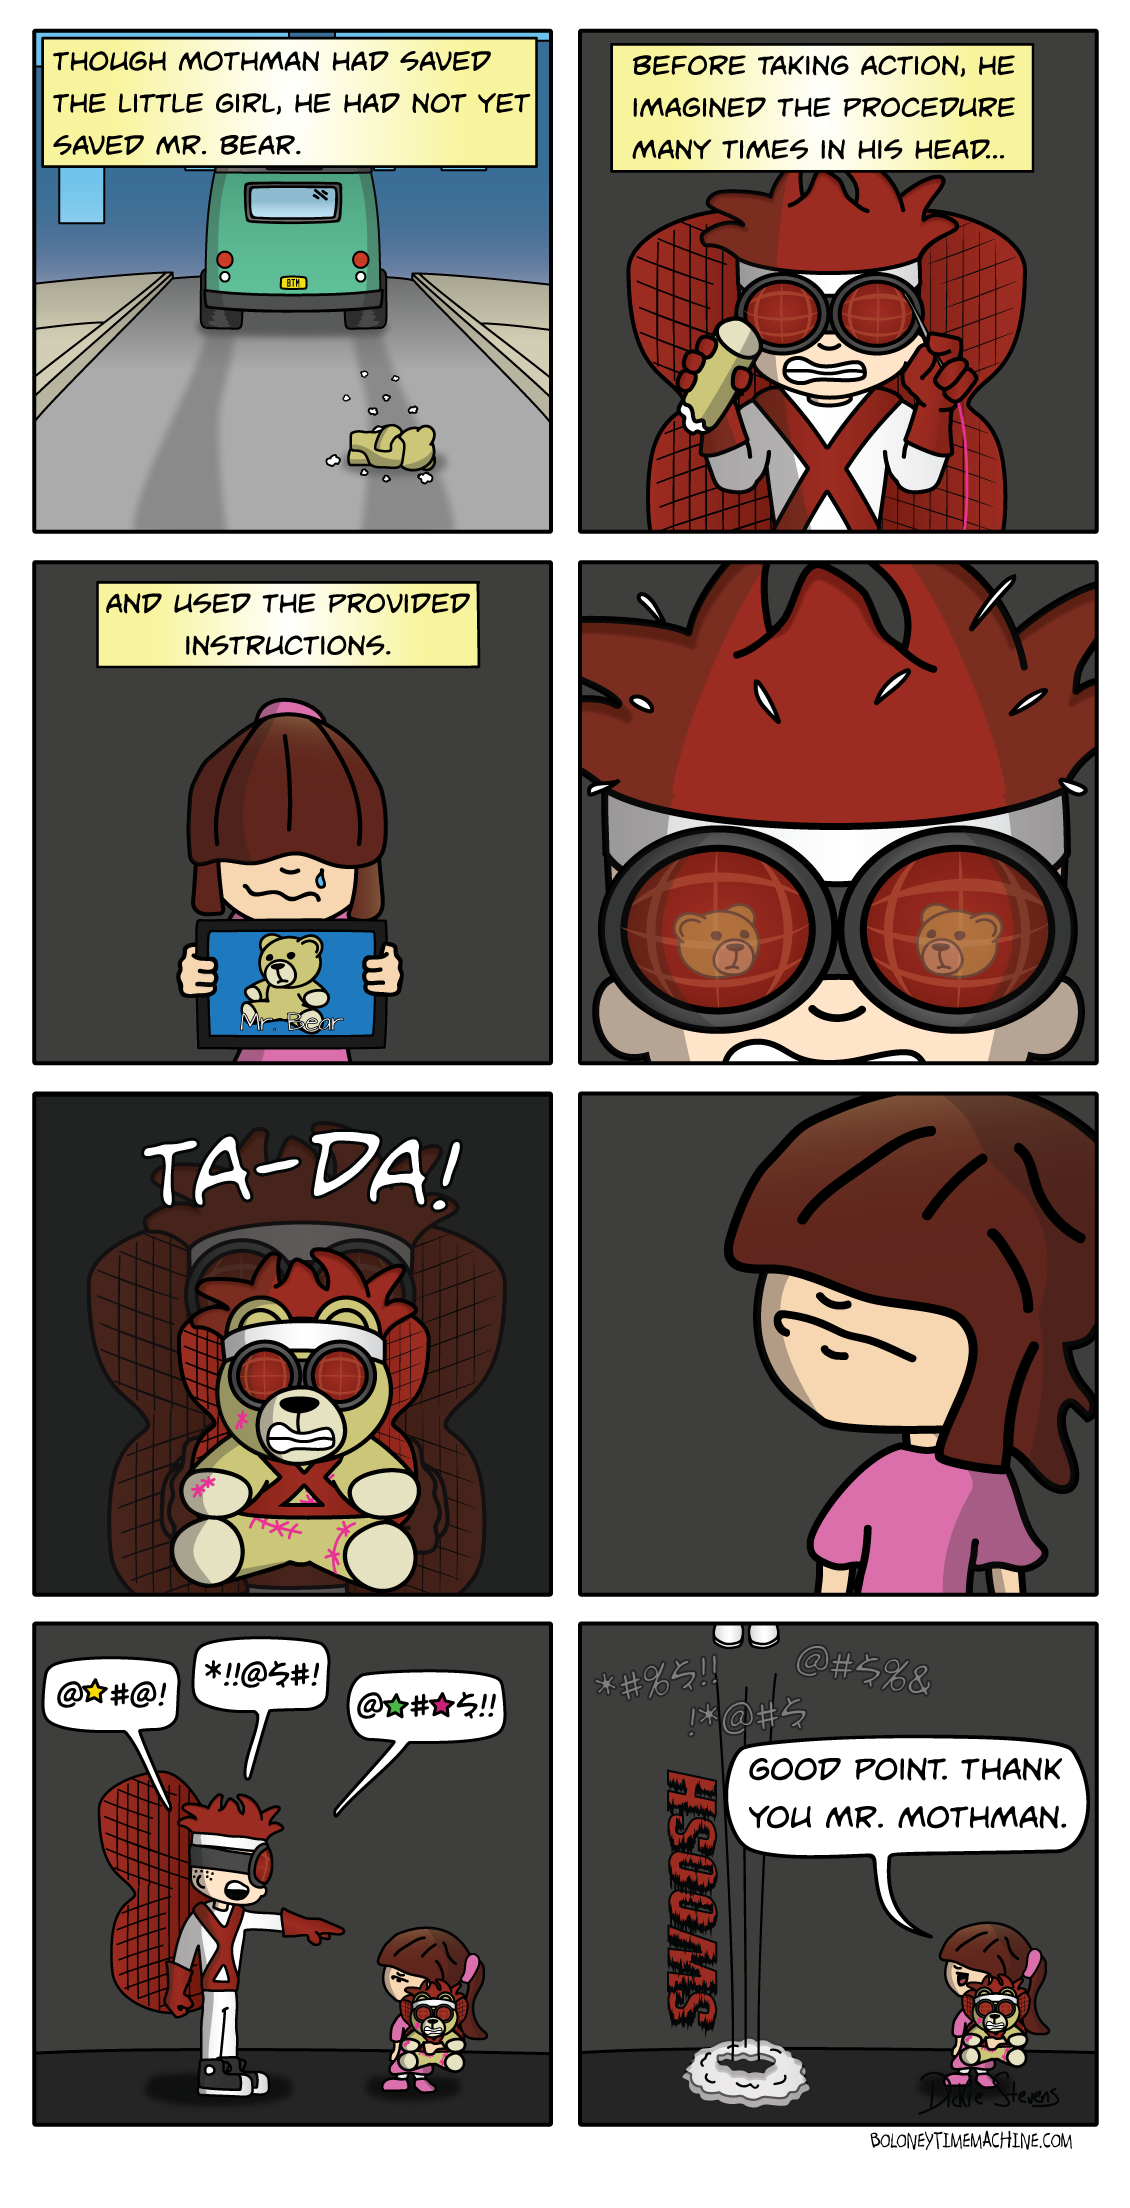 THOUGH MOTHMAN HAD SAVED
THE LITTLE GIRL, HE HAD NOT YET
SAVED MR. BEAR.
BTM
BEFORE TAKING ACTION, HE
IMAGINED THE PROCEDURE
MANY TIMES IN HIS HEAD...
AND USED THE PROVIDED
INSTRUCTIONS.
Mr. Bear
TA-DA!
@★#@!
*!!@$#!
@★#★$!!
*#%$!!
@#$%&
!*@#$
GOOD POINT. THANK
YOU MR. MOTHMAN.
SWOOSH
Dickie Stevens
BOLONEYTIMEMACHINE.COM